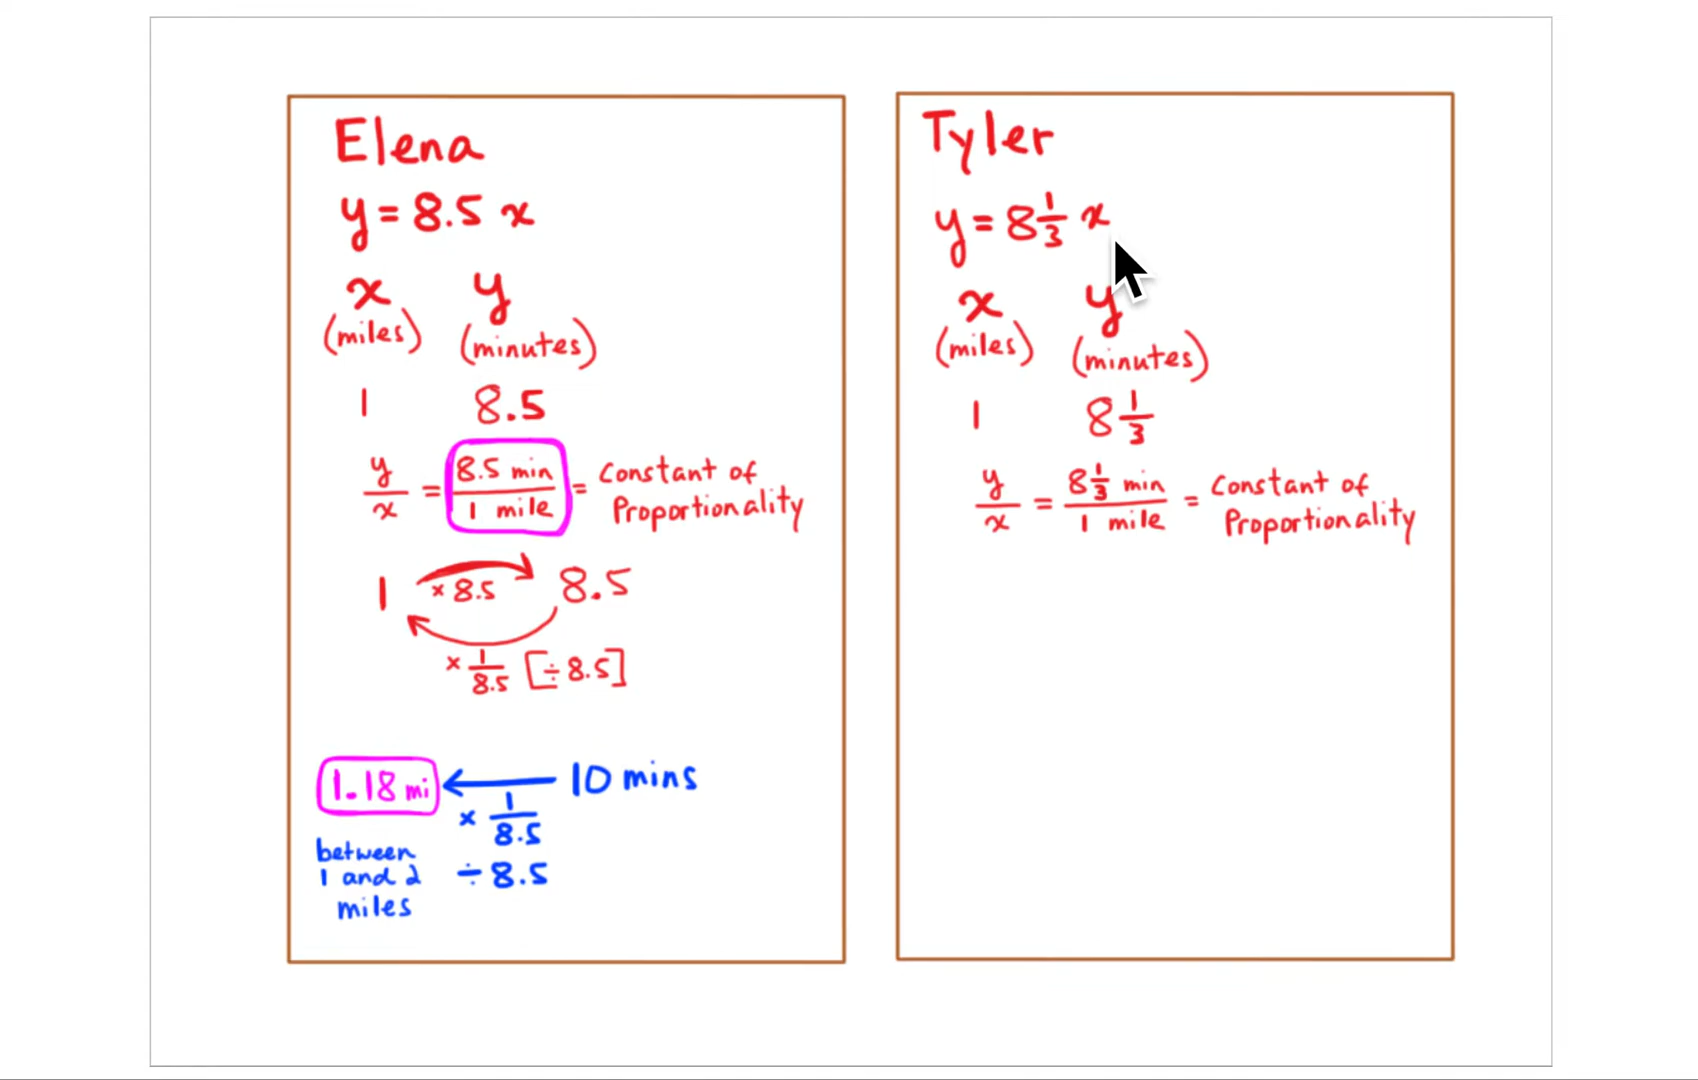 Elena
y = 8.5 x
x y
(miles) (minutes)
1 8.5
y/x = 8.5 min / 1 mile = Constant of Proportionality
1 × 8.5 8.5
× 1/8.5 [÷ 8.5]
1.18 mi 10 mins
× 1/8.5
between
1 and 2 ÷ 8.5
miles
Tyler
y = 8 1/3 x
x y
(miles) (minutes)
1 8 1/3
y/x = 8 1/3 min / 1 mile = Constant of Proportionality